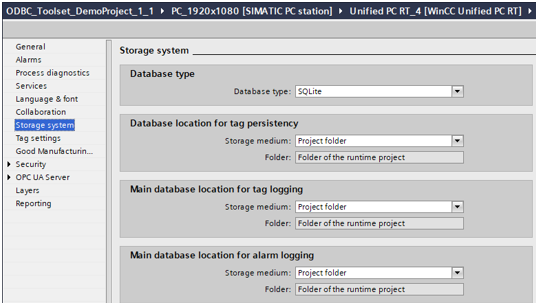 ODBC_Toolset_DemoProject_1_1 ▸ PC_1920x1080 [SIMATIC PC station] ▸ Unified PC RT_4 [WinCC Unified PC RT] ▸
General
Alarms
Process diagnostics
Services
Language & font
Collaboration
Storage system
Tag settings
Good Manufacturin...
Security
OPC UA Server
Layers
Reporting
Storage system
Database type
Database type: SQLite
Database location for tag persistency
Storage medium: Project folder
Folder: Folder of the runtime project
Main database location for tag logging
Storage medium: Project folder
Folder: Folder of the runtime project
Main database location for alarm logging
Storage medium: Project folder
Folder: Folder of the runtime project